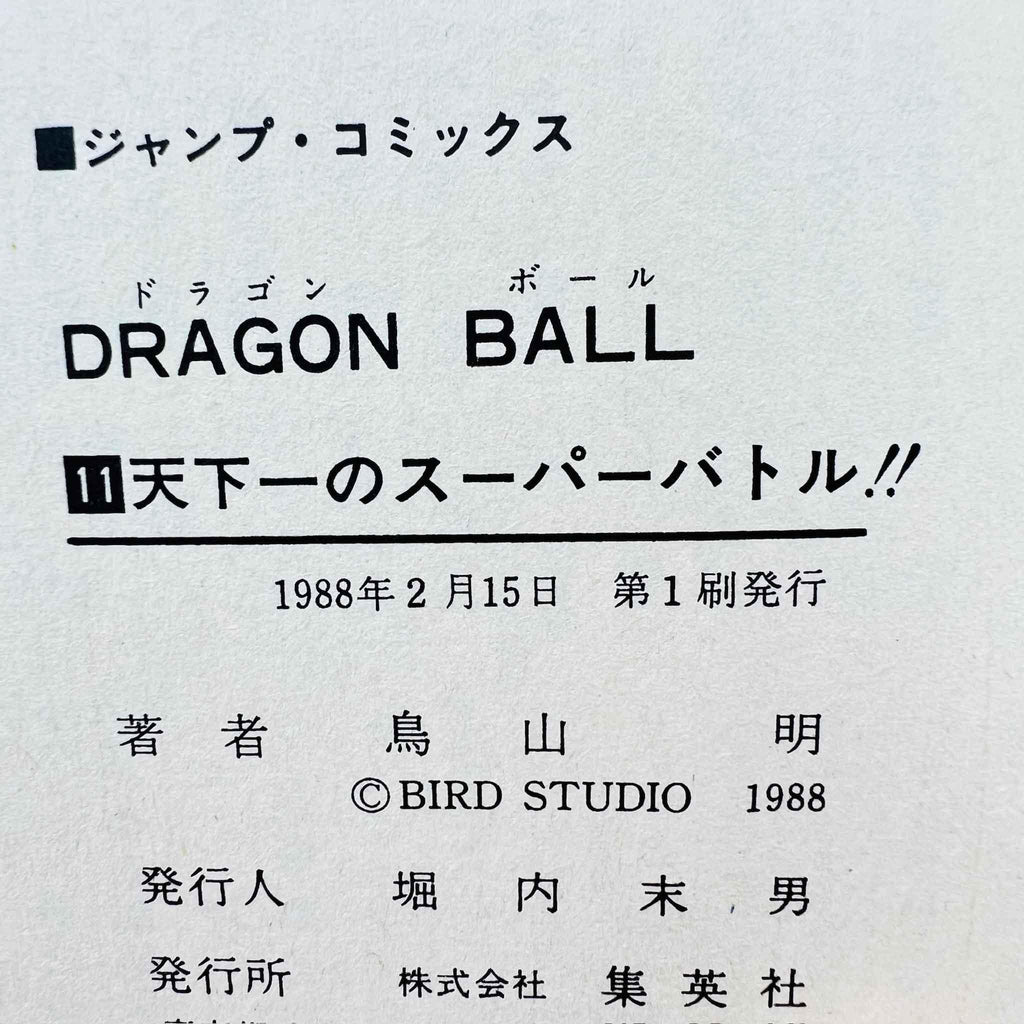 ■ジャンプ・コミックス
ドラゴン ボール
DRAGON BALL
11天下一のスーパーバトル!!
1988年2月15日 第1刷発行
著者 鳥山 明
©BIRD STUDIO 1988
発行人 堀内末男
発行所 株式会社 集英社